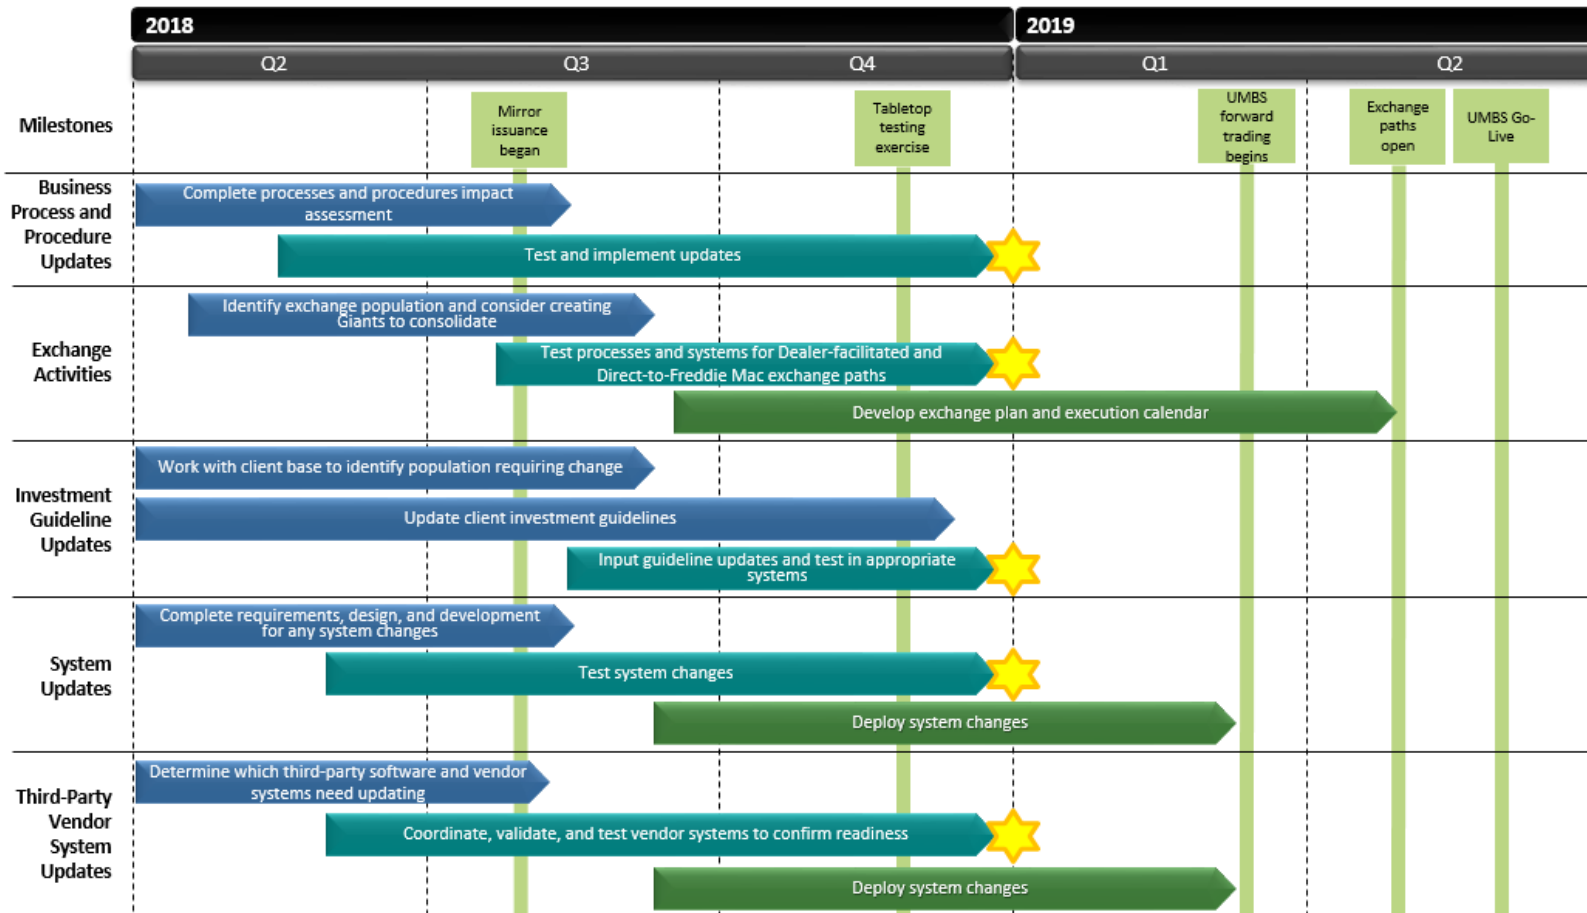 2018
2019
Q2
Q3
Q4
Q1
Q2
Milestones
Mirror
issuance
began
Tabletop
testing
exercise
UMBS
forward
trading
begins
Exchange
paths
open
UMBS Go-
Live
Business
Process and
Procedure
Updates
Complete processes and procedures impact
assessment
Test and implement updates
Exchange
Activities
Identify exchange population and consider creating
Giants to consolidate
Test processes and systems for Dealer-facilitated and
Direct-to-Freddie Mac exchange paths
Develop exchange plan and execution calendar
Investment
Guideline
Updates
Work with client base to identify population requiring change
Update client investment guidelines
Input guideline updates and test in appropriate
systems
System
Updates
Complete requirements, design, and development
for any system changes
Test system changes
Deploy system changes
Third-Party
Vendor
System
Updates
Determine which third-party software and vendor
systems need updating
Coordinate, validate, and test vendor systems to confirm readiness
Deploy system changes